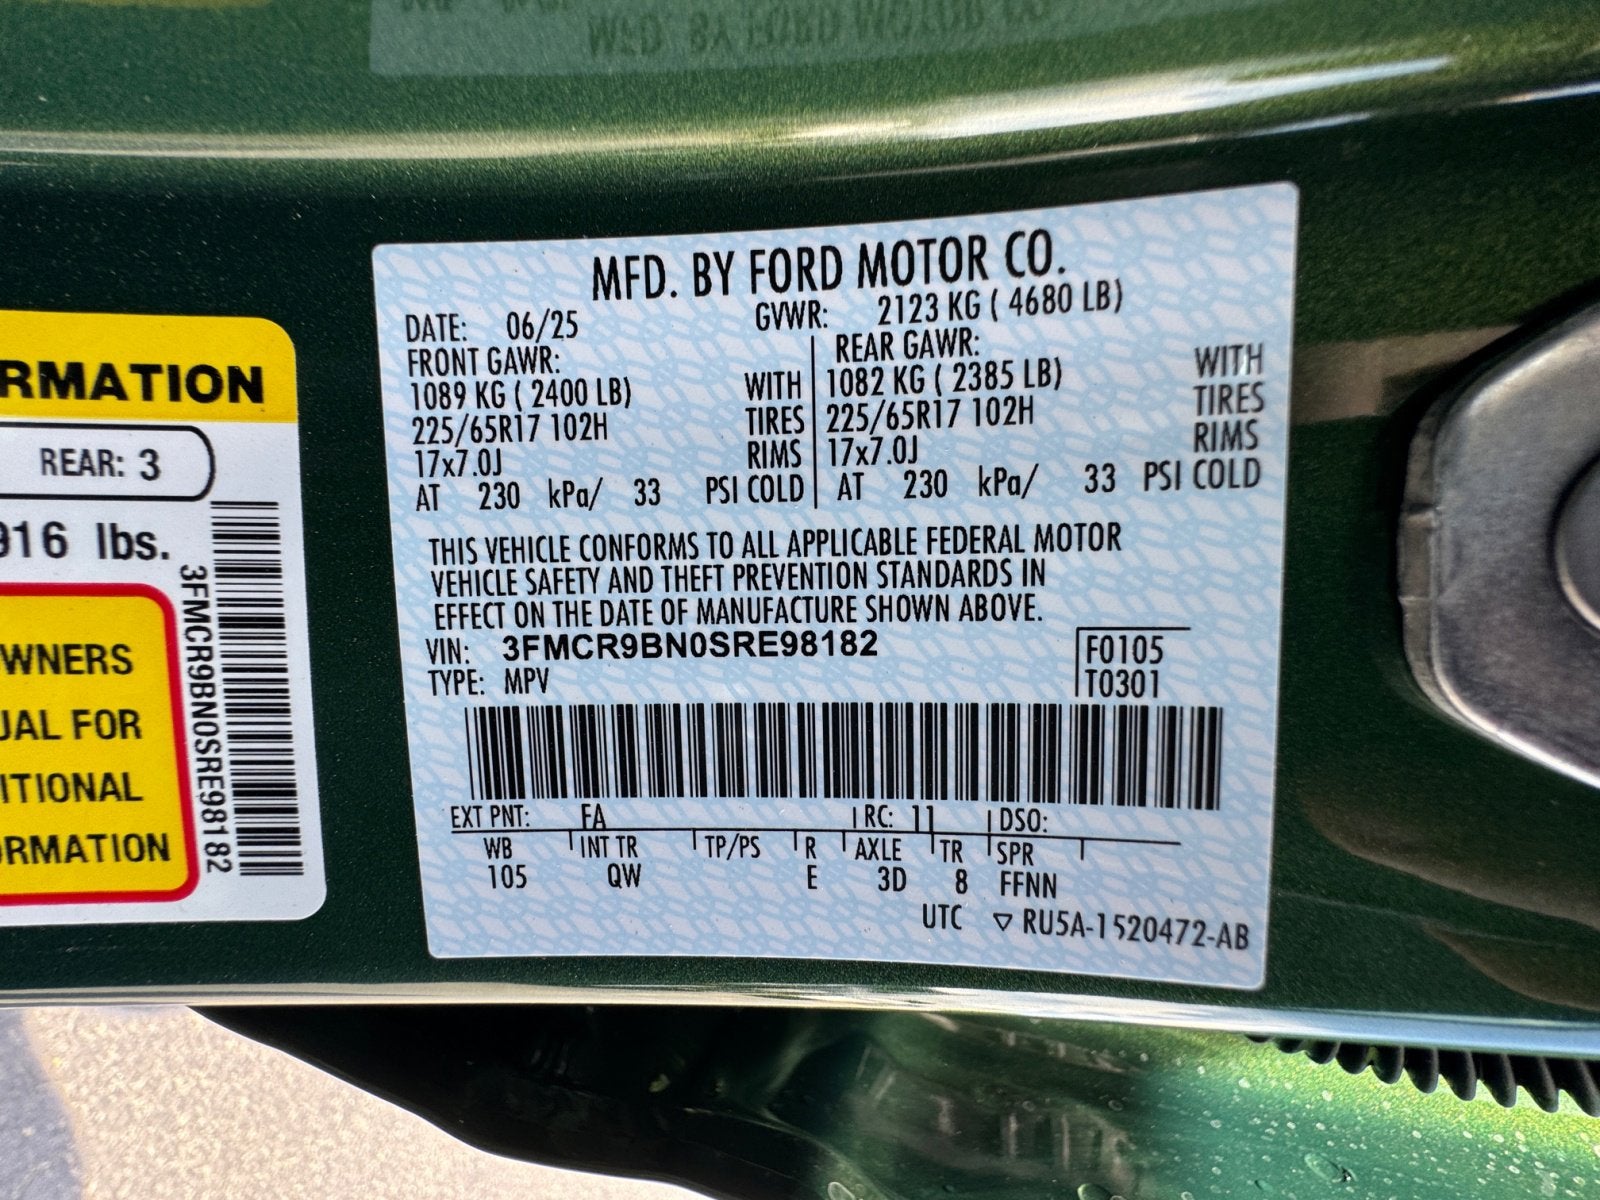 MFD. BY FORD MOTOR CO.
MFD. BY FORD MOTOR CO.
DATE: 06/25 GVWR: 2123 KG ( 4680 LB)
FRONT GAWR: REAR GAWR:
1089 KG ( 2400 LB) WITH 1082 KG ( 2385 LB) WITH
225/65R17 102H TIRES 225/65R17 102H TIRES
17x7.0J RIMS 17x7.0J RIMS
AT 230 kPa/ 33 PSI COLD AT 230 kPa/ 33 PSI COLD
THIS VEHICLE CONFORMS TO ALL APPLICABLE FEDERAL MOTOR
VEHICLE SAFETY AND THEFT PREVENTION STANDARDS IN
EFFECT ON THE DATE OF MANUFACTURE SHOWN ABOVE.
VIN: 3FMCR9BN0SRE98182 F0105
TYPE: MPV T0301
EXT PNT: FA RC: 11 DSO:
WB INT TR TP/PS R AXLE TR SPR
105 QW E 3D 8 FFNN
UTC ▽ RU5A-1520472-AB
RMATION
REAR: 3
916 lbs.
WNERS
UAL FOR
ITIONAL
ORMATION
3FMCR9BN0SRE98182